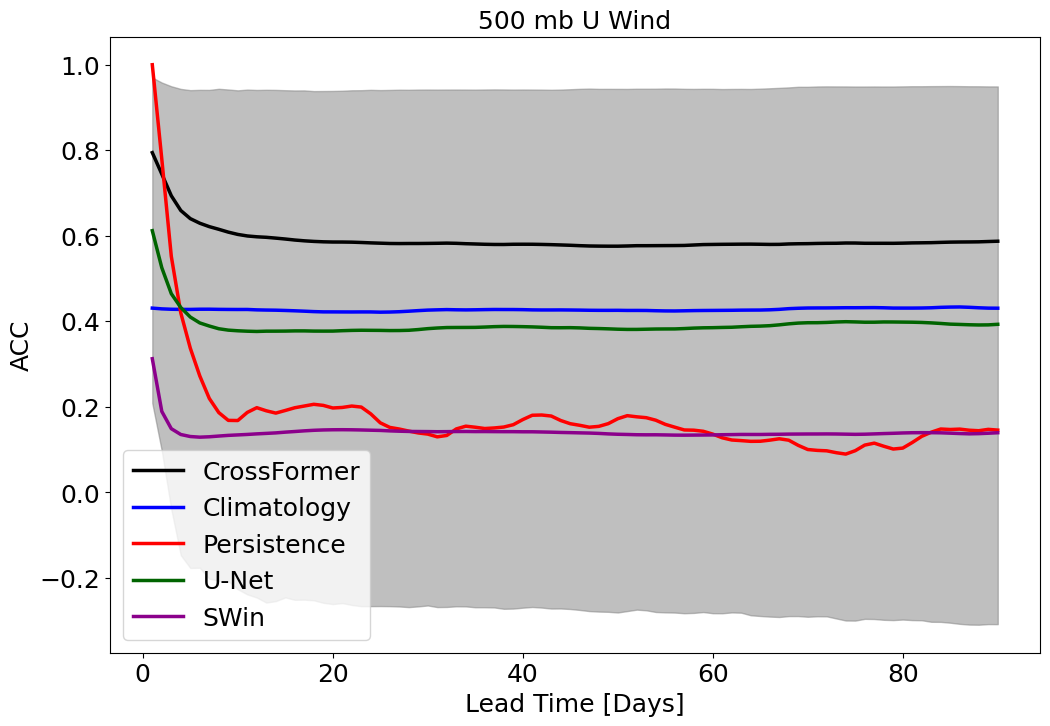 500 mb U Wind
ACC
1.0
0.8
0.6
0.4
0.2
0.0
−0.2
CrossFormer
Climatology
Persistence
U-Net
SWin
0 20 40 60 80
Lead Time [Days]